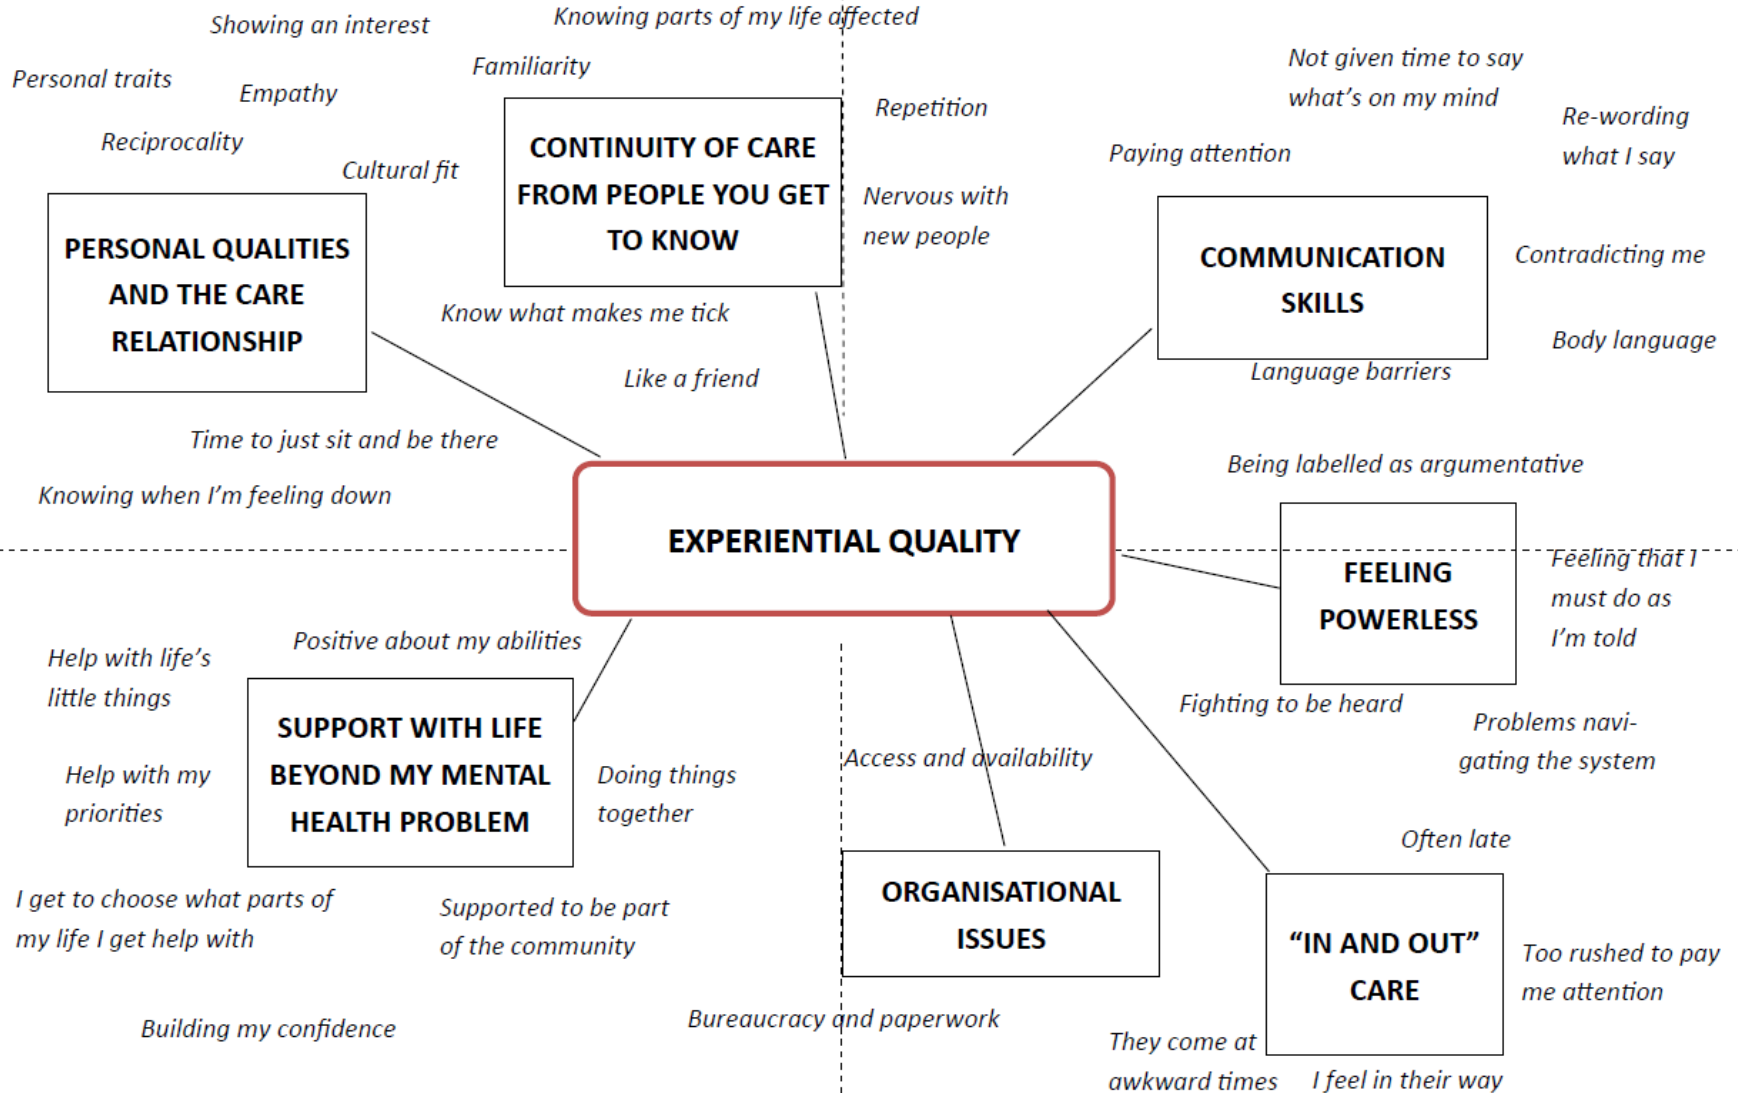 Showing an interest
Knowing parts of my life affected
Personal traits
Empathy
Familiarity
Reciprocality
Cultural fit
PERSONAL QUALITIES
AND THE CARE
RELATIONSHIP
CONTINUITY OF CARE
FROM PEOPLE YOU GET
TO KNOW
Repetition
Nervous with
new people
Know what makes me tick
Like a friend
Time to just sit and be there
Knowing when I'm feeling down
Not given time to say
what's on my mind
Re-wording
what I say
Paying attention
COMMUNICATION
SKILLS
Contradicting me
Body language
Language barriers
EXPERIENTIAL QUALITY
Being labelled as argumentative
FEELING
POWERLESS
Feeling that I
must do as
I'm told
Fighting to be heard
Problems navi-
gating the system
Positive about my abilities
Help with life's
little things
SUPPORT WITH LIFE
BEYOND MY MENTAL
HEALTH PROBLEM
Help with my
priorities
Doing things
together
I get to choose what parts of
my life I get help with
Supported to be part
of the community
Building my confidence
Access and availability
ORGANISATIONAL
ISSUES
Bureaucracy and paperwork
Often late
“IN AND OUT”
CARE
Too rushed to pay
me attention
They come at
awkward times
I feel in their way